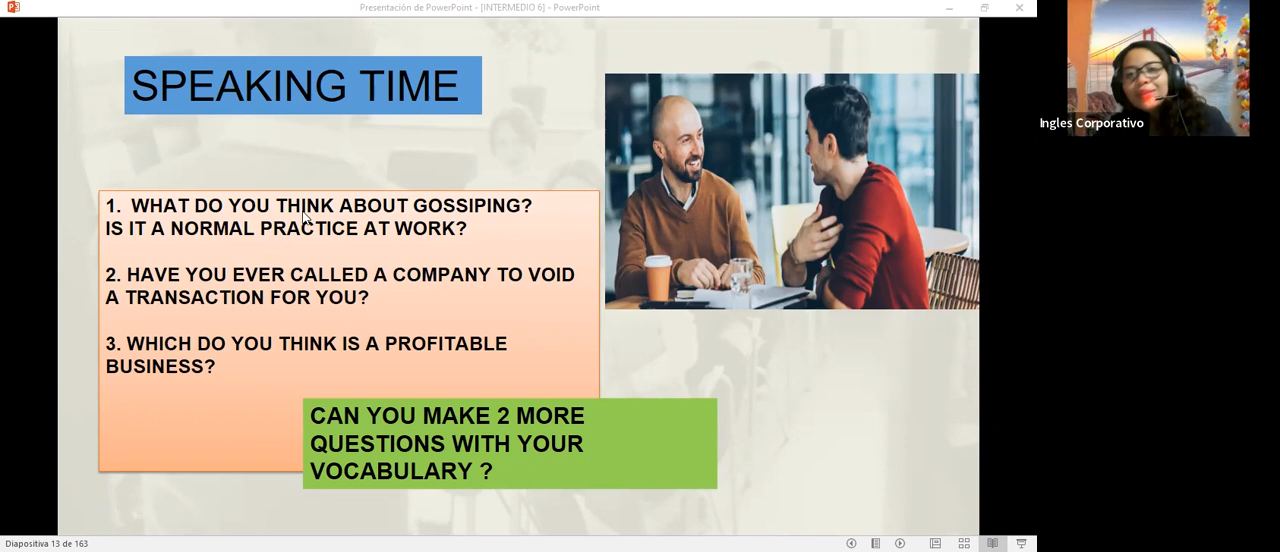 Presentación de PowerPoint - [INTERMEDIO 6] - PowerPoint
SPEAKING TIME
1. WHAT DO YOU THINK ABOUT GOSSIPING?
IS IT A NORMAL PRACTICE AT WORK?
2. HAVE YOU EVER CALLED A COMPANY TO VOID
A TRANSACTION FOR YOU?
3. WHICH DO YOU THINK IS A PROFITABLE
BUSINESS?
CAN YOU MAKE 2 MORE
QUESTIONS WITH YOUR
VOCABULARY ?
Ingles Corporativo
Diapositiva 13 de 163